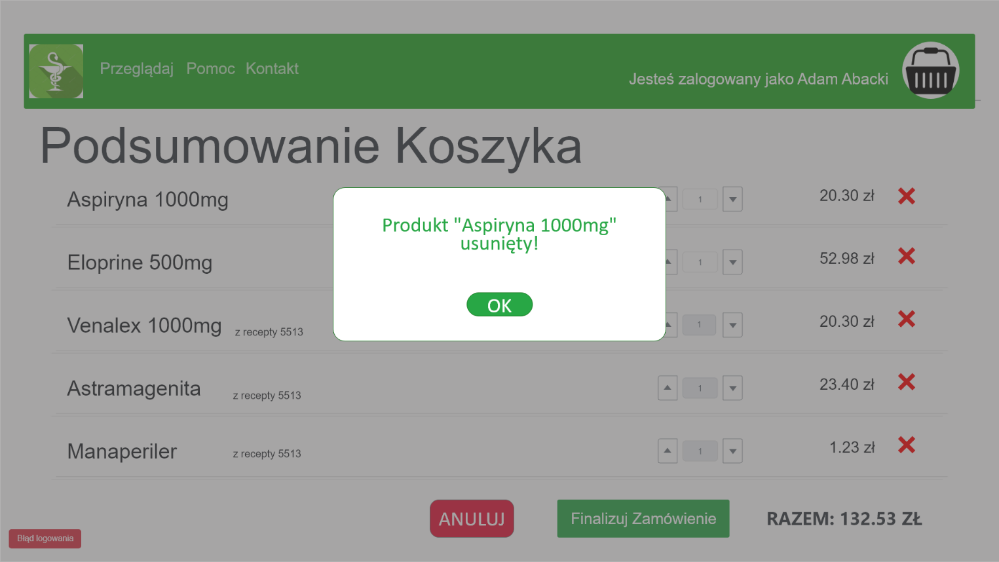 Przeglądaj Pomoc Kontakt
Jesteś zalogowany jako Adam Abacki
Podsumowanie Koszyka
Aspiryna 1000mg 1 20.30 zł
Produkt "Aspiryna 1000mg"
usunięty!
Eloprine 500mg 1 52.98 zł
OK
Venalex 1000mg z recepty 5513 1 20.30 zł
Astramagenita z recepty 5513 1 23.40 zł
Manaperiler z recepty 5513 1 1.23 zł
ANULUJ Finalizuj Zamówienie RAZEM: 132.53 ZŁ
Błąd logowania